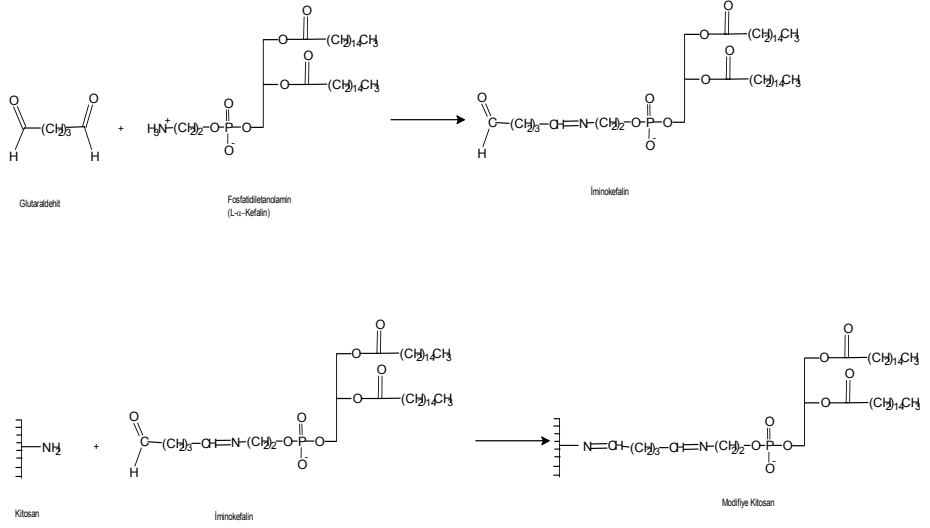 O
O—C—(CH2)14CH3
O
O—C—(CH2)14CH3
O O
(CH2)3
H H
+
H3N+—(CH2)2—O—P—O
O
O-
O
O
(CH2)14CH3
O
O
(CH2)14CH3
O
C—(CH2)3—CH=N—(CH2)2—O—P—O
H
O
O-
Glutaraldehit
Fosfatidiletanolamin
(L-α-Kefalin)
İminokefalin
O
O
(CH2)14CH3
O
O
(CH2)14CH3
NH2
+
O
C—(CH2)3—CH=N—(CH2)2—O—P—O
H
O
O-
O
O
(CH2)14CH3
O
O
(CH2)14CH3
N=CH—(CH2)3—CH=N—(CH2)2—O—P—O
O
O-
Kitosan
İminokefalin
Modifiye Kitosan